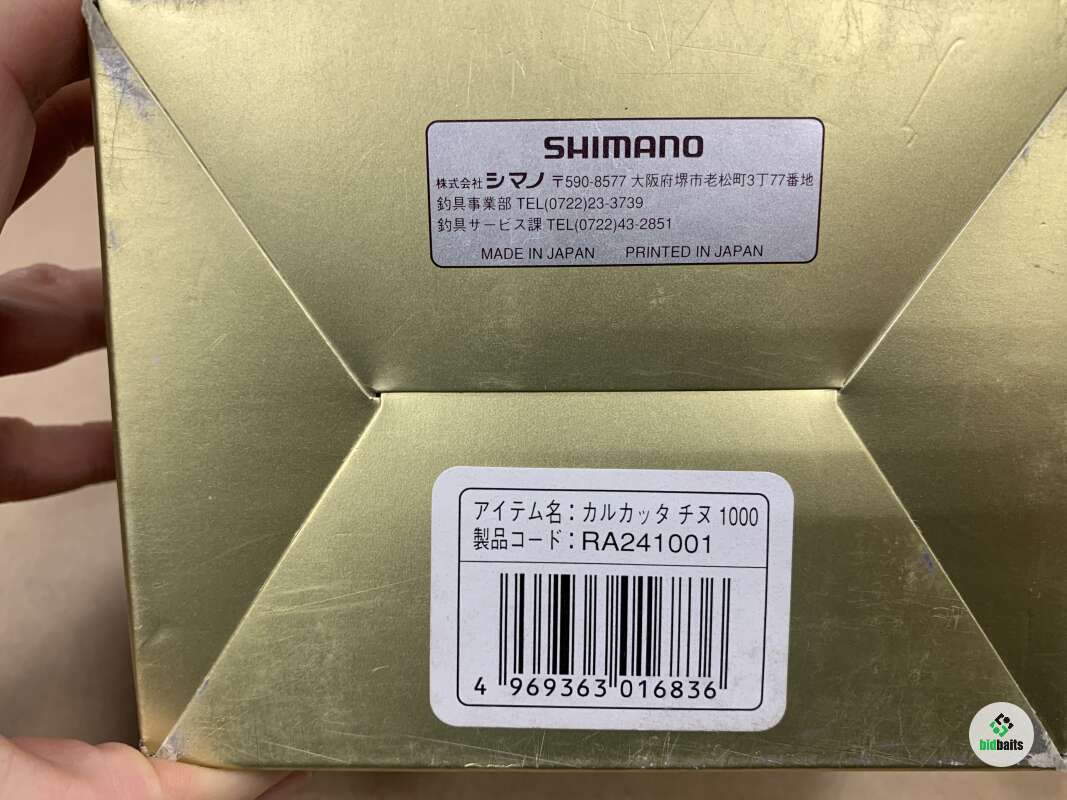 SHIMANO
株式会社 シマノ 〒590-8577 大阪府堺市老松町3丁77番地
釣具事業部 TEL(0722)23-3739
釣具サービス課 TEL(0722)43-2851
MADE IN JAPAN PRINTED IN JAPAN
アイテム名：カルカッタ チヌ 1000
製品コード：RA241001
4 969363 016836
bidbaits